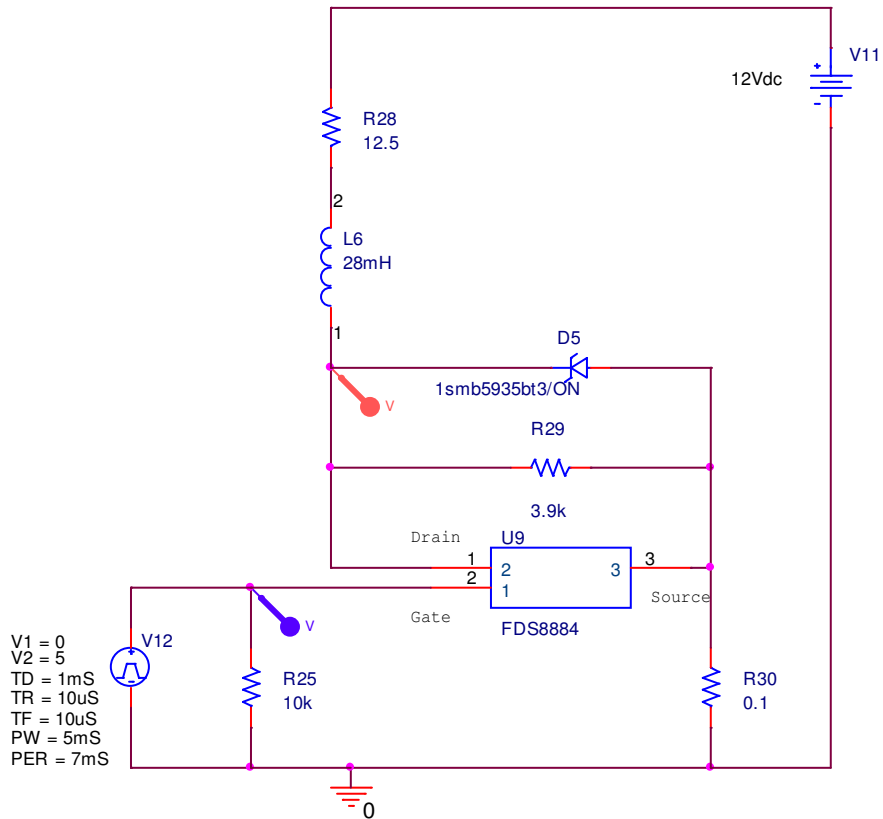 V11
12Vdc
R28
12.5
2
L6
28mH
1
D5
1smb5935bt3/ON
V
R29
3.9k
Drain
U9
1
2
3
3
2
1
Source
Gate
FDS8884
V
V1 = 0
V2 = 5
TD = 1mS
TR = 10uS
TF = 10uS
PW = 5mS
PER = 7mS
V12
R25
10k
R30
0.1
0